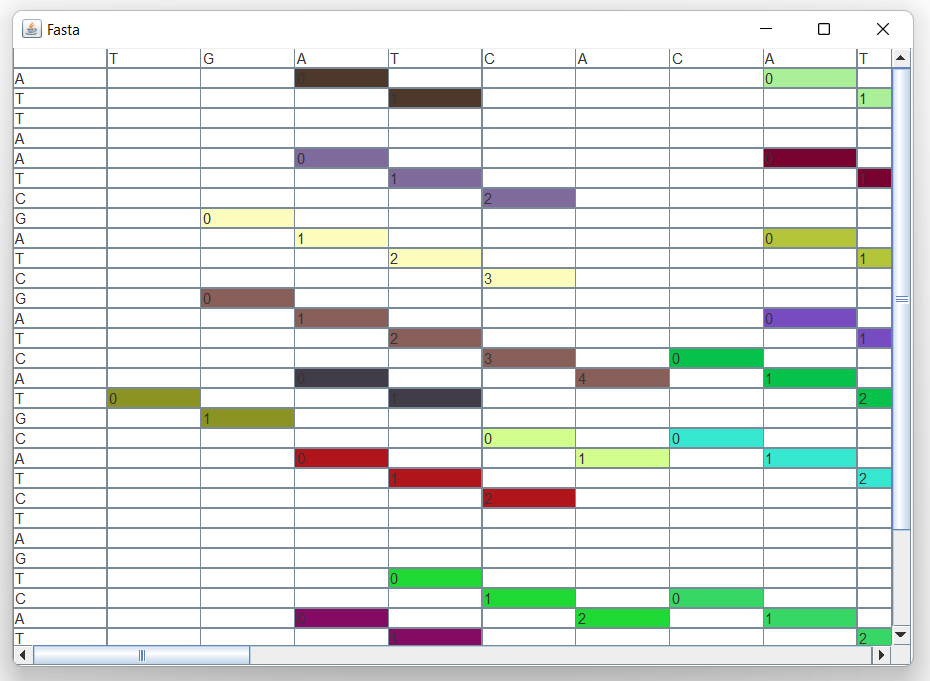 Fasta
T G A T C A C A T
A 0 0
T 1 1
T
A
A 0 0
T 1 1
C 2
G 0
A 1 0
T 2 1
C 3
G 0
A 1 0
T 2 1
C 3 0
A 0 4 1
T 0 1 2
G 1
C 0 0
A 0 1 1
T 1 2
C 2
T
A
G
T 0
C 1 0
A 0 2 1
T 1 2